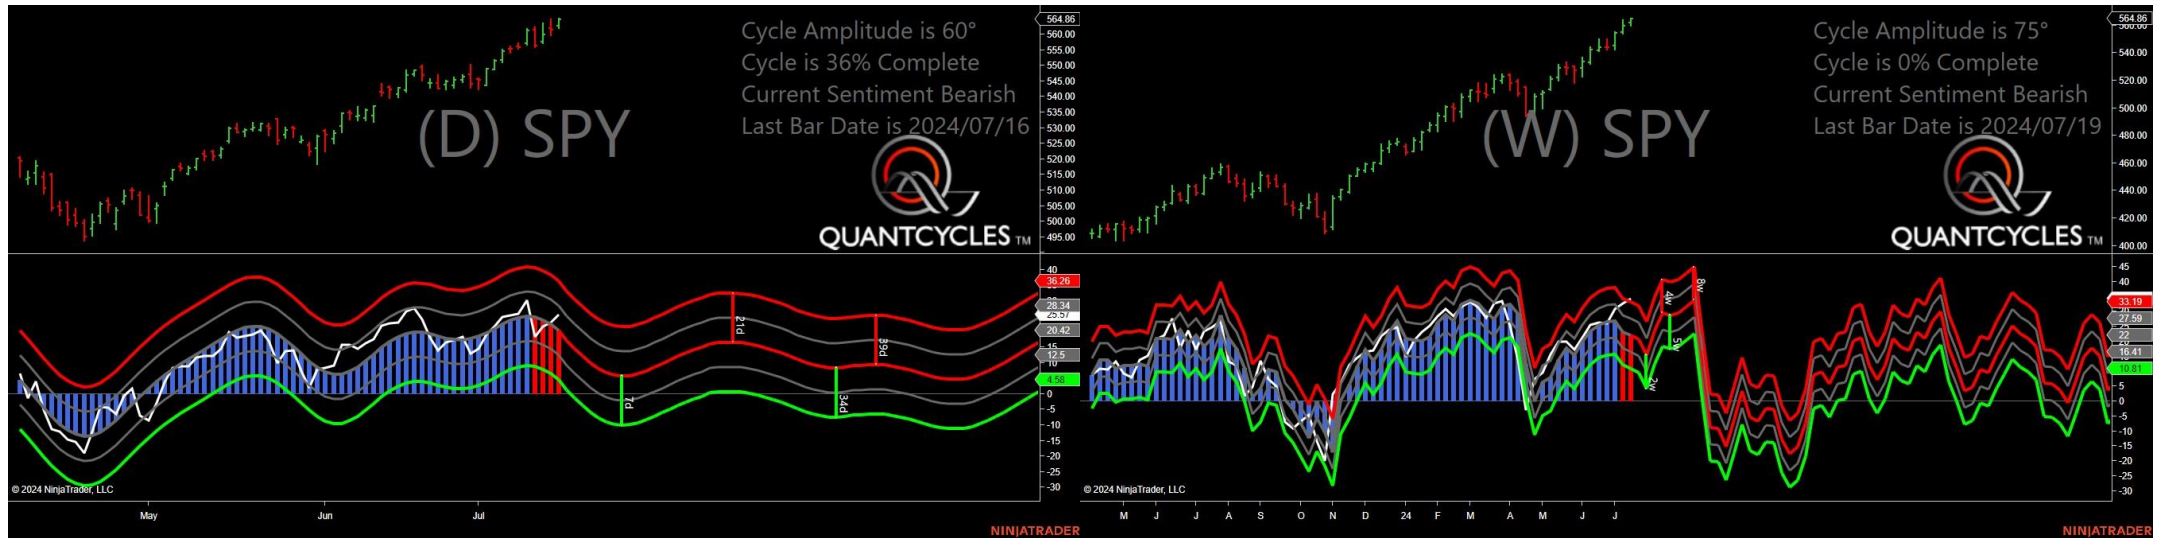 564.86
560.00
555.00
550.00
545.00
540.00
535.00
530.00
525.00
520.00
515.00
510.00
505.00
500.00
495.00
Cycle Amplitude is 60°
Cycle is 36% Complete
Current Sentiment Bearish
Last Bar Date is 2024/07/16
(D) SPY
QUANTCYCLES TM
40
36.26
28.34
25.57
20.42
15
12.5
10
4.58
0
-5
-10
-15
-20
-25
-30
7d
21d
34d
39d
© 2024 NinjaTrader, LLC
May
Jun
Jul
NINJATRADER
564.86
560.00
540.00
520.00
500.00
480.00
460.00
440.00
420.00
400.00
Cycle Amplitude is 75°
Cycle is 0% Complete
Current Sentiment Bearish
Last Bar Date is 2024/07/19
(W) SPY
QUANTCYCLES TM
45
40
33.19
27.59
22
16.41
10.81
5
0
-5
-10
-15
-20
-25
-30
2w
4w
5w
8w
© 2024 NinjaTrader, LLC
M
J
J
A
S
O
N
D
24
F
M
A
M
J
J
NINJATRADER